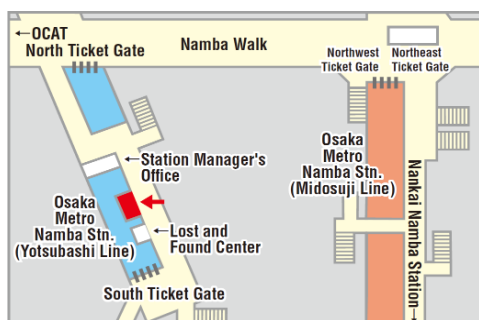 ←OCAT
North Ticket Gate
Namba Walk
Northwest
Ticket Gate
Northeast
Ticket Gate
←Station Manager's
Office
Osaka
Metro
Namba Stn.
(Midosuji Line)
Osaka
Metro
Namba Stn.
(Yotsubashi Line)
←Lost and
Found Center
South Ticket Gate
Nankai Namba Station→